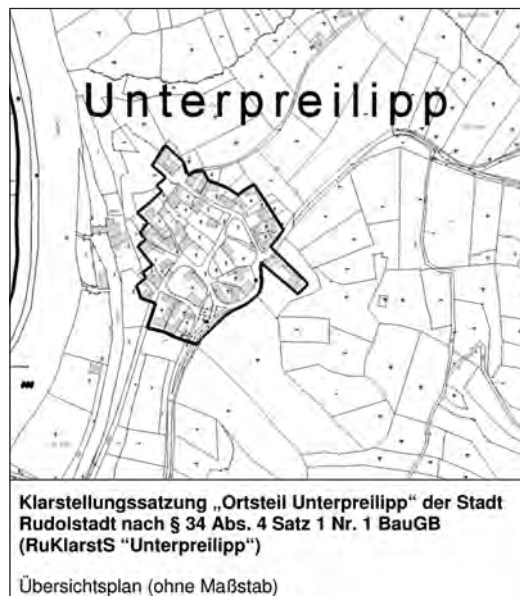 Unterpreilipp
Klarstellungssatzung „Ortsteil Unterpreilipp“ der Stadt
Rudolstadt nach § 34 Abs. 4 Satz 1 Nr. 1 BauGB
(RuKlarstS “Unterpreilipp“)
Übersichtsplan (ohne Maßstab)